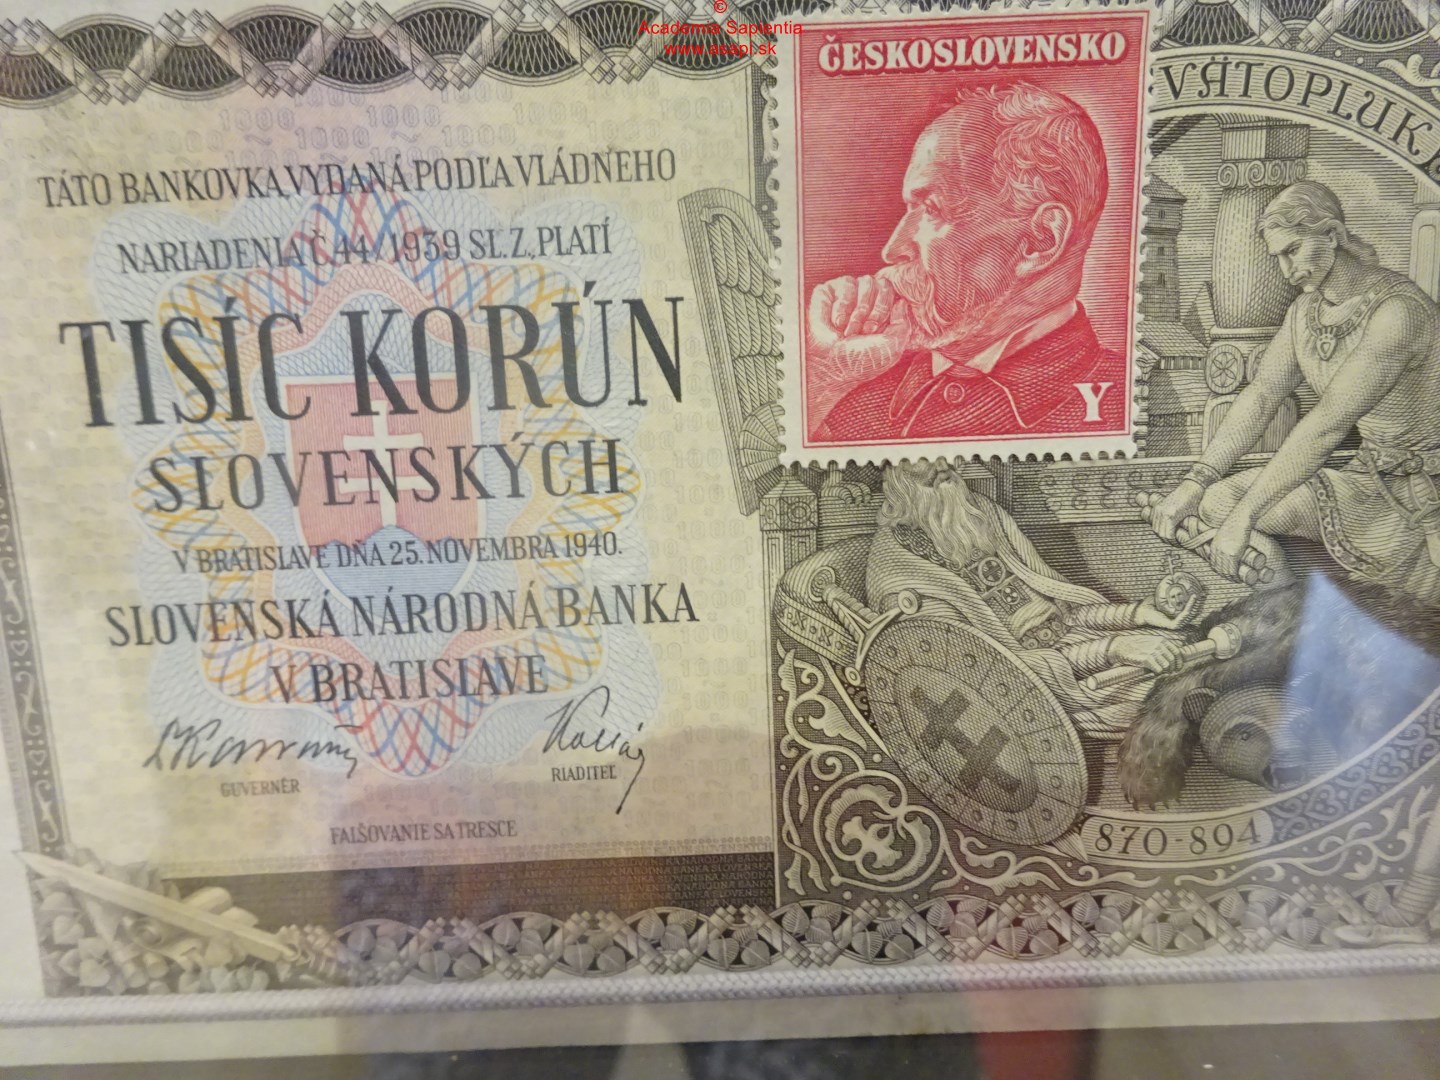 ©
Academia Sapientia
www.asapi.sk
ČESKOSLOVENSKO
Y
VÄTOPLUK
TÁTO BANKOVKA, VYDANÁ PODĽA VLÁDNEHO
NARIADENIA Č. 44/1939 SL. Z., PLATÍ
TISÍC KORÚN
SLOVENSKÝCH
V BRATISLAVE DŇA 25. NOVEMBRA 1940.
SLOVENSKÁ NÁRODNÁ BANKA
V BRATISLAVE
GUVERNÉR
RIADITEĽ
FALŠOVANIE SA TRESCE
870-894